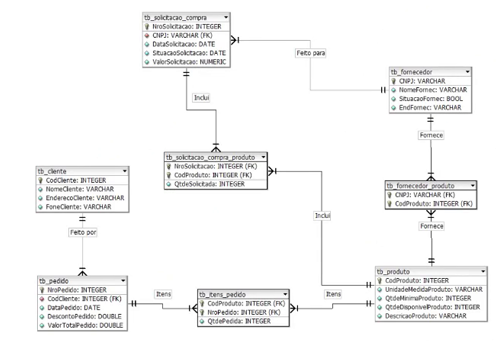 tb_solicitacao_compra
NroSolicitacao: INTEGER
CNPJ: VARCHAR (FK)
DataSolicitacao: DATE
SituacaoSolicitacao: DATE
ValorSolicitacao: NUMERIC
Feito para
tb_fornecedor
CNPJ: VARCHAR
NomeFornec: VARCHAR
SituacaoFornec: BOOL
EndFornec: VARCHAR
Inclui
Fornece
tb_solicitacao_compra_produto
NroSolicitacao: INTEGER (FK)
CodProduto: INTEGER (FK)
QtdeSolicitada: INTEGER
tb_cliente
CodCliente: INTEGER
NomeCliente: VARCHAR
EnderecoCliente: VARCHAR
FoneCliente: VARCHAR
tb_fornecedor_produto
CNPJ: VARCHAR (FK)
CodProduto: INTEGER (FK)
Inclui
Fornece
Feito por
tb_pedido
NroPedido: INTEGER
CodCliente: INTEGER (FK)
DataPedido: DATE
DescontoPedido: DOUBLE
ValorTotalPedido: DOUBLE
Itens
tb_itens_pedido
CodProduto: INTEGER (FK)
NroPedido: INTEGER (FK)
QtdePedida: INTEGER
Itens
tb_produto
CodProduto: INTEGER
UnidadeMedidaProduto: VARCHAR
QtdeMinimaProduto: INTEGER
QtdeDisponivelProduto: INTEGER
DescricaoProduto: VARCHAR